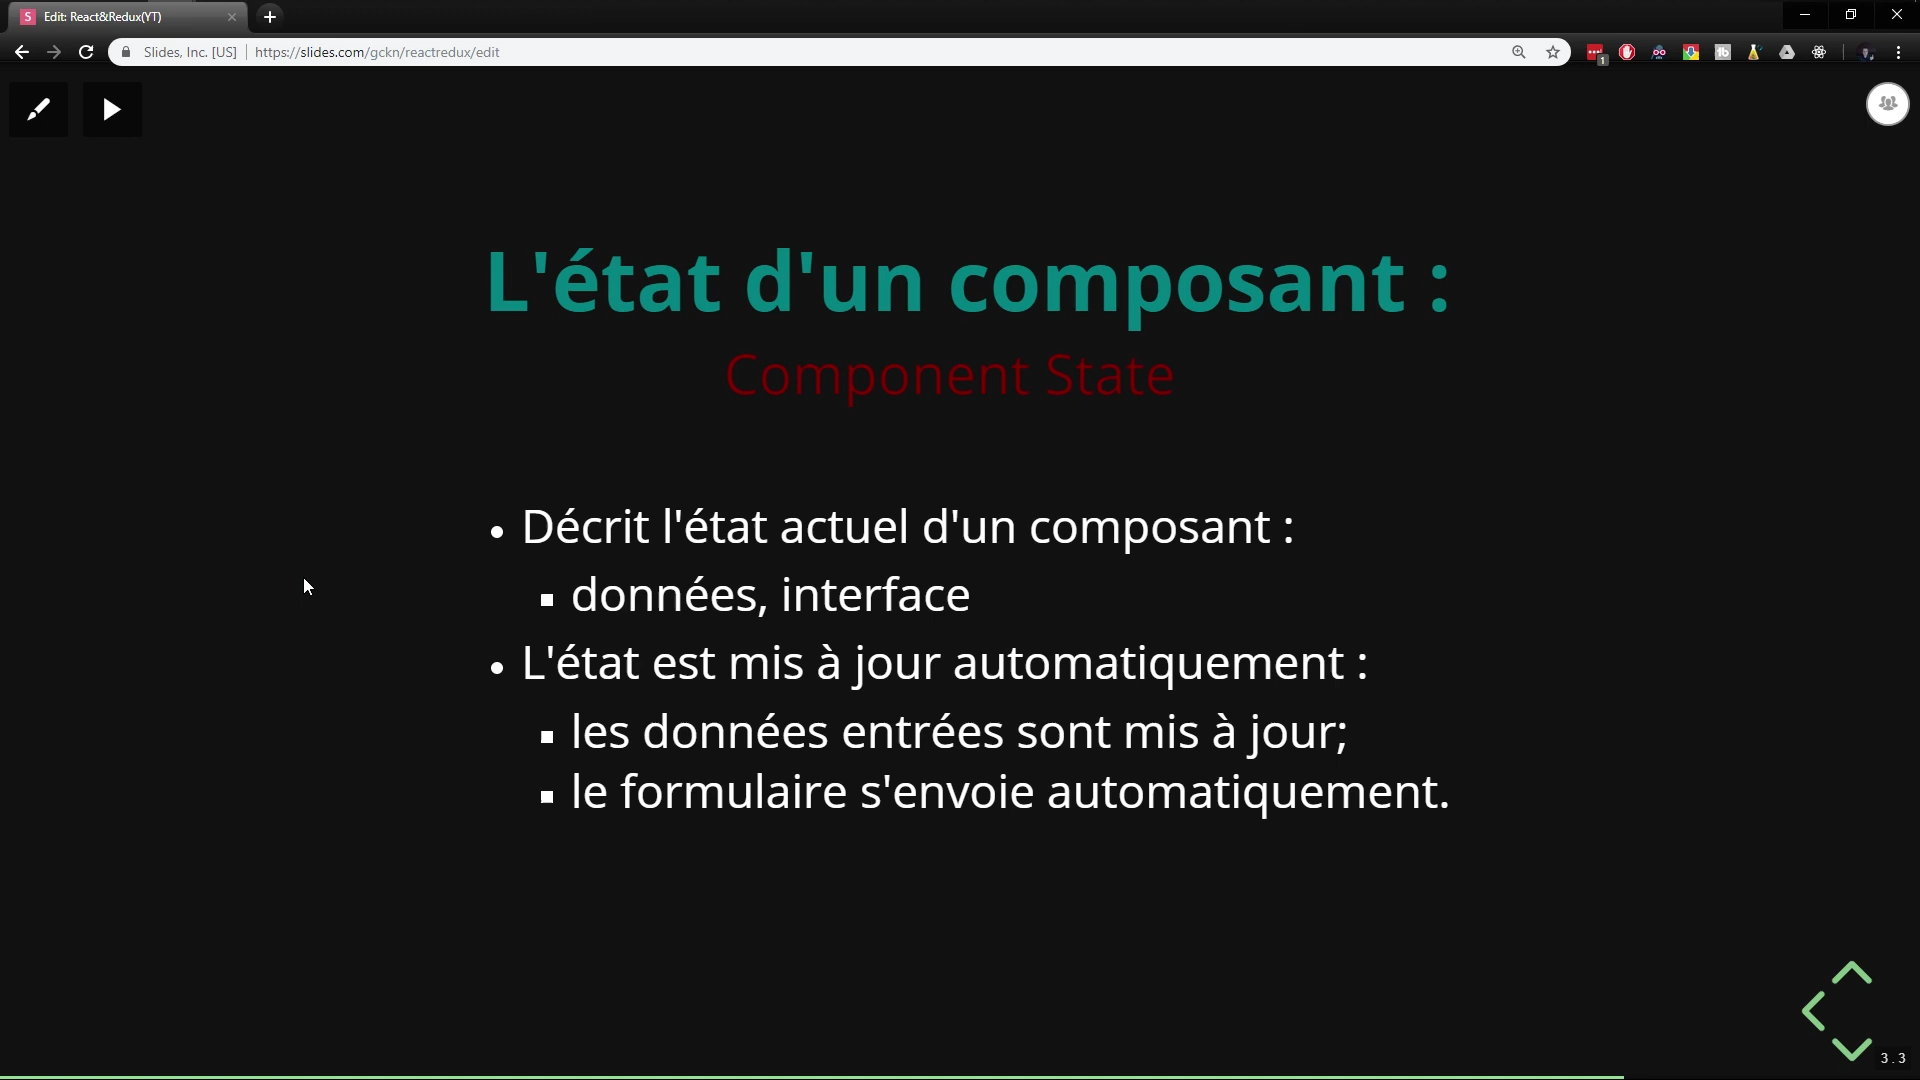 Edit: React&Redux(YT)
Slides, Inc. [US] https://slides.com/gckn/reactredux/edit
1
L'état d'un composant :
Component State
Décrit l'état actuel d'un composant :
données, interface
L'état est mis à jour automatiquement :
les données entrées sont mis à jour;
le formulaire s'envoie automatiquement.
3.3